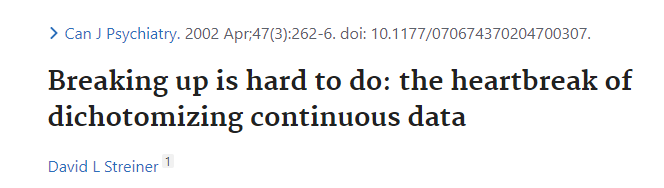 Can J Psychiatry. 2002 Apr;47(3):262-6. doi: 10.1177/070674370204700307.
Breaking up is hard to do: the heartbreak of
dichotomizing continuous data
David L Streiner 1